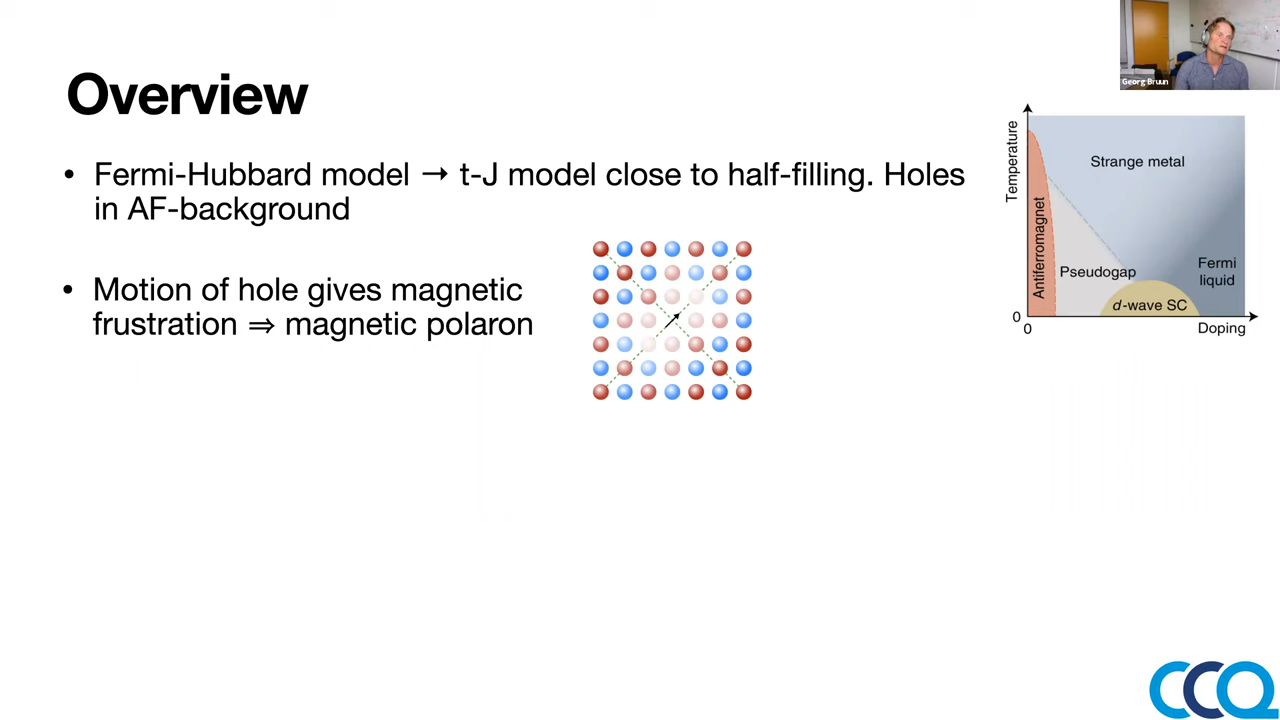 Georg Bruun
Overview
• Fermi-Hubbard model → t-J model close to half-filling. Holes
in AF-background
• Motion of hole gives magnetic
frustration ⇒ magnetic polaron
Temperature
Strange metal
Antiferromagnet
Pseudogap
Fermi
liquid
d-wave SC
0
0
Doping
CCQ